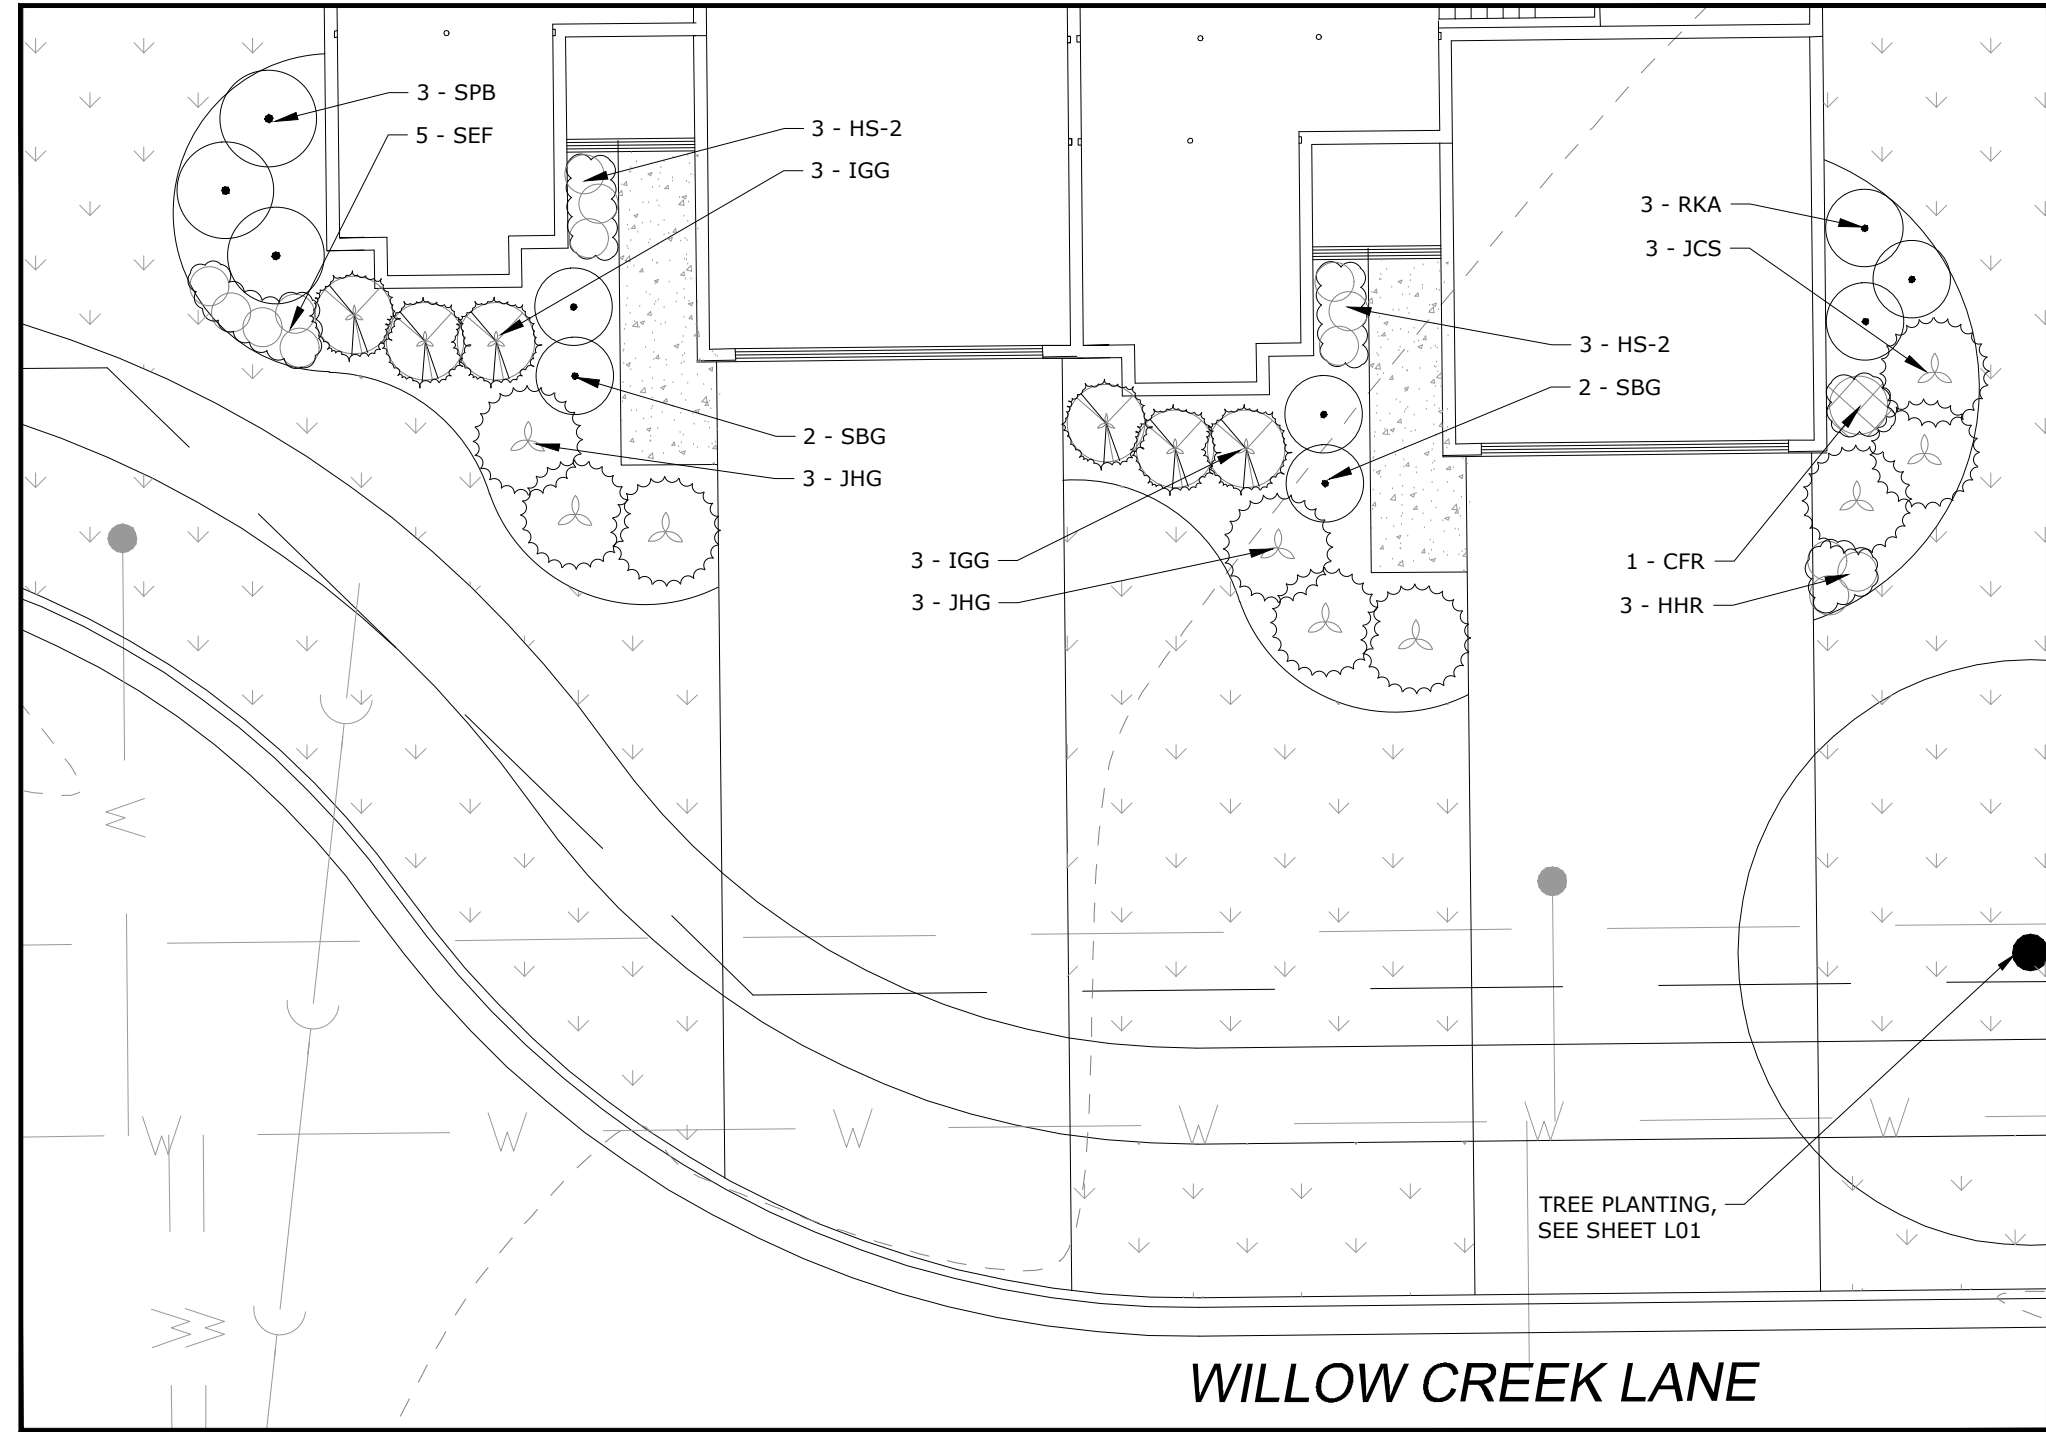 3 - SPB
5 - SEF
3 - HS-2
3 - IGG
3 - RKA
3 - JCS
3 - HS-2
2 - SBG
2 - SBG
3 - JHG
3 - IGG
3 - JHG
1 - CFR
3 - HHR
W
W
W
W
W
W
W
W
W
TREE PLANTING,
SEE SHEET L01
WILLOW CREEK LANE